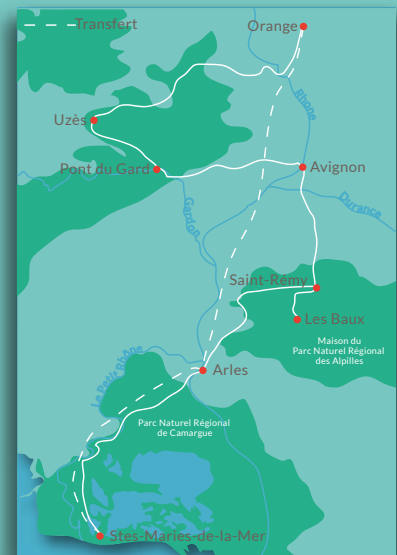 Transfert
Orange
Rhone
Uzès
Pont du Gard
Avignon
Gardon
Durance
Saint-Rémy
Les Baux
Maison du
Parc Naturel Régional
des Alpilles
Le Petit Rhône
Arles
Parc Naturel Régional
de Camargue
Stes-Maries-de-la-Mer